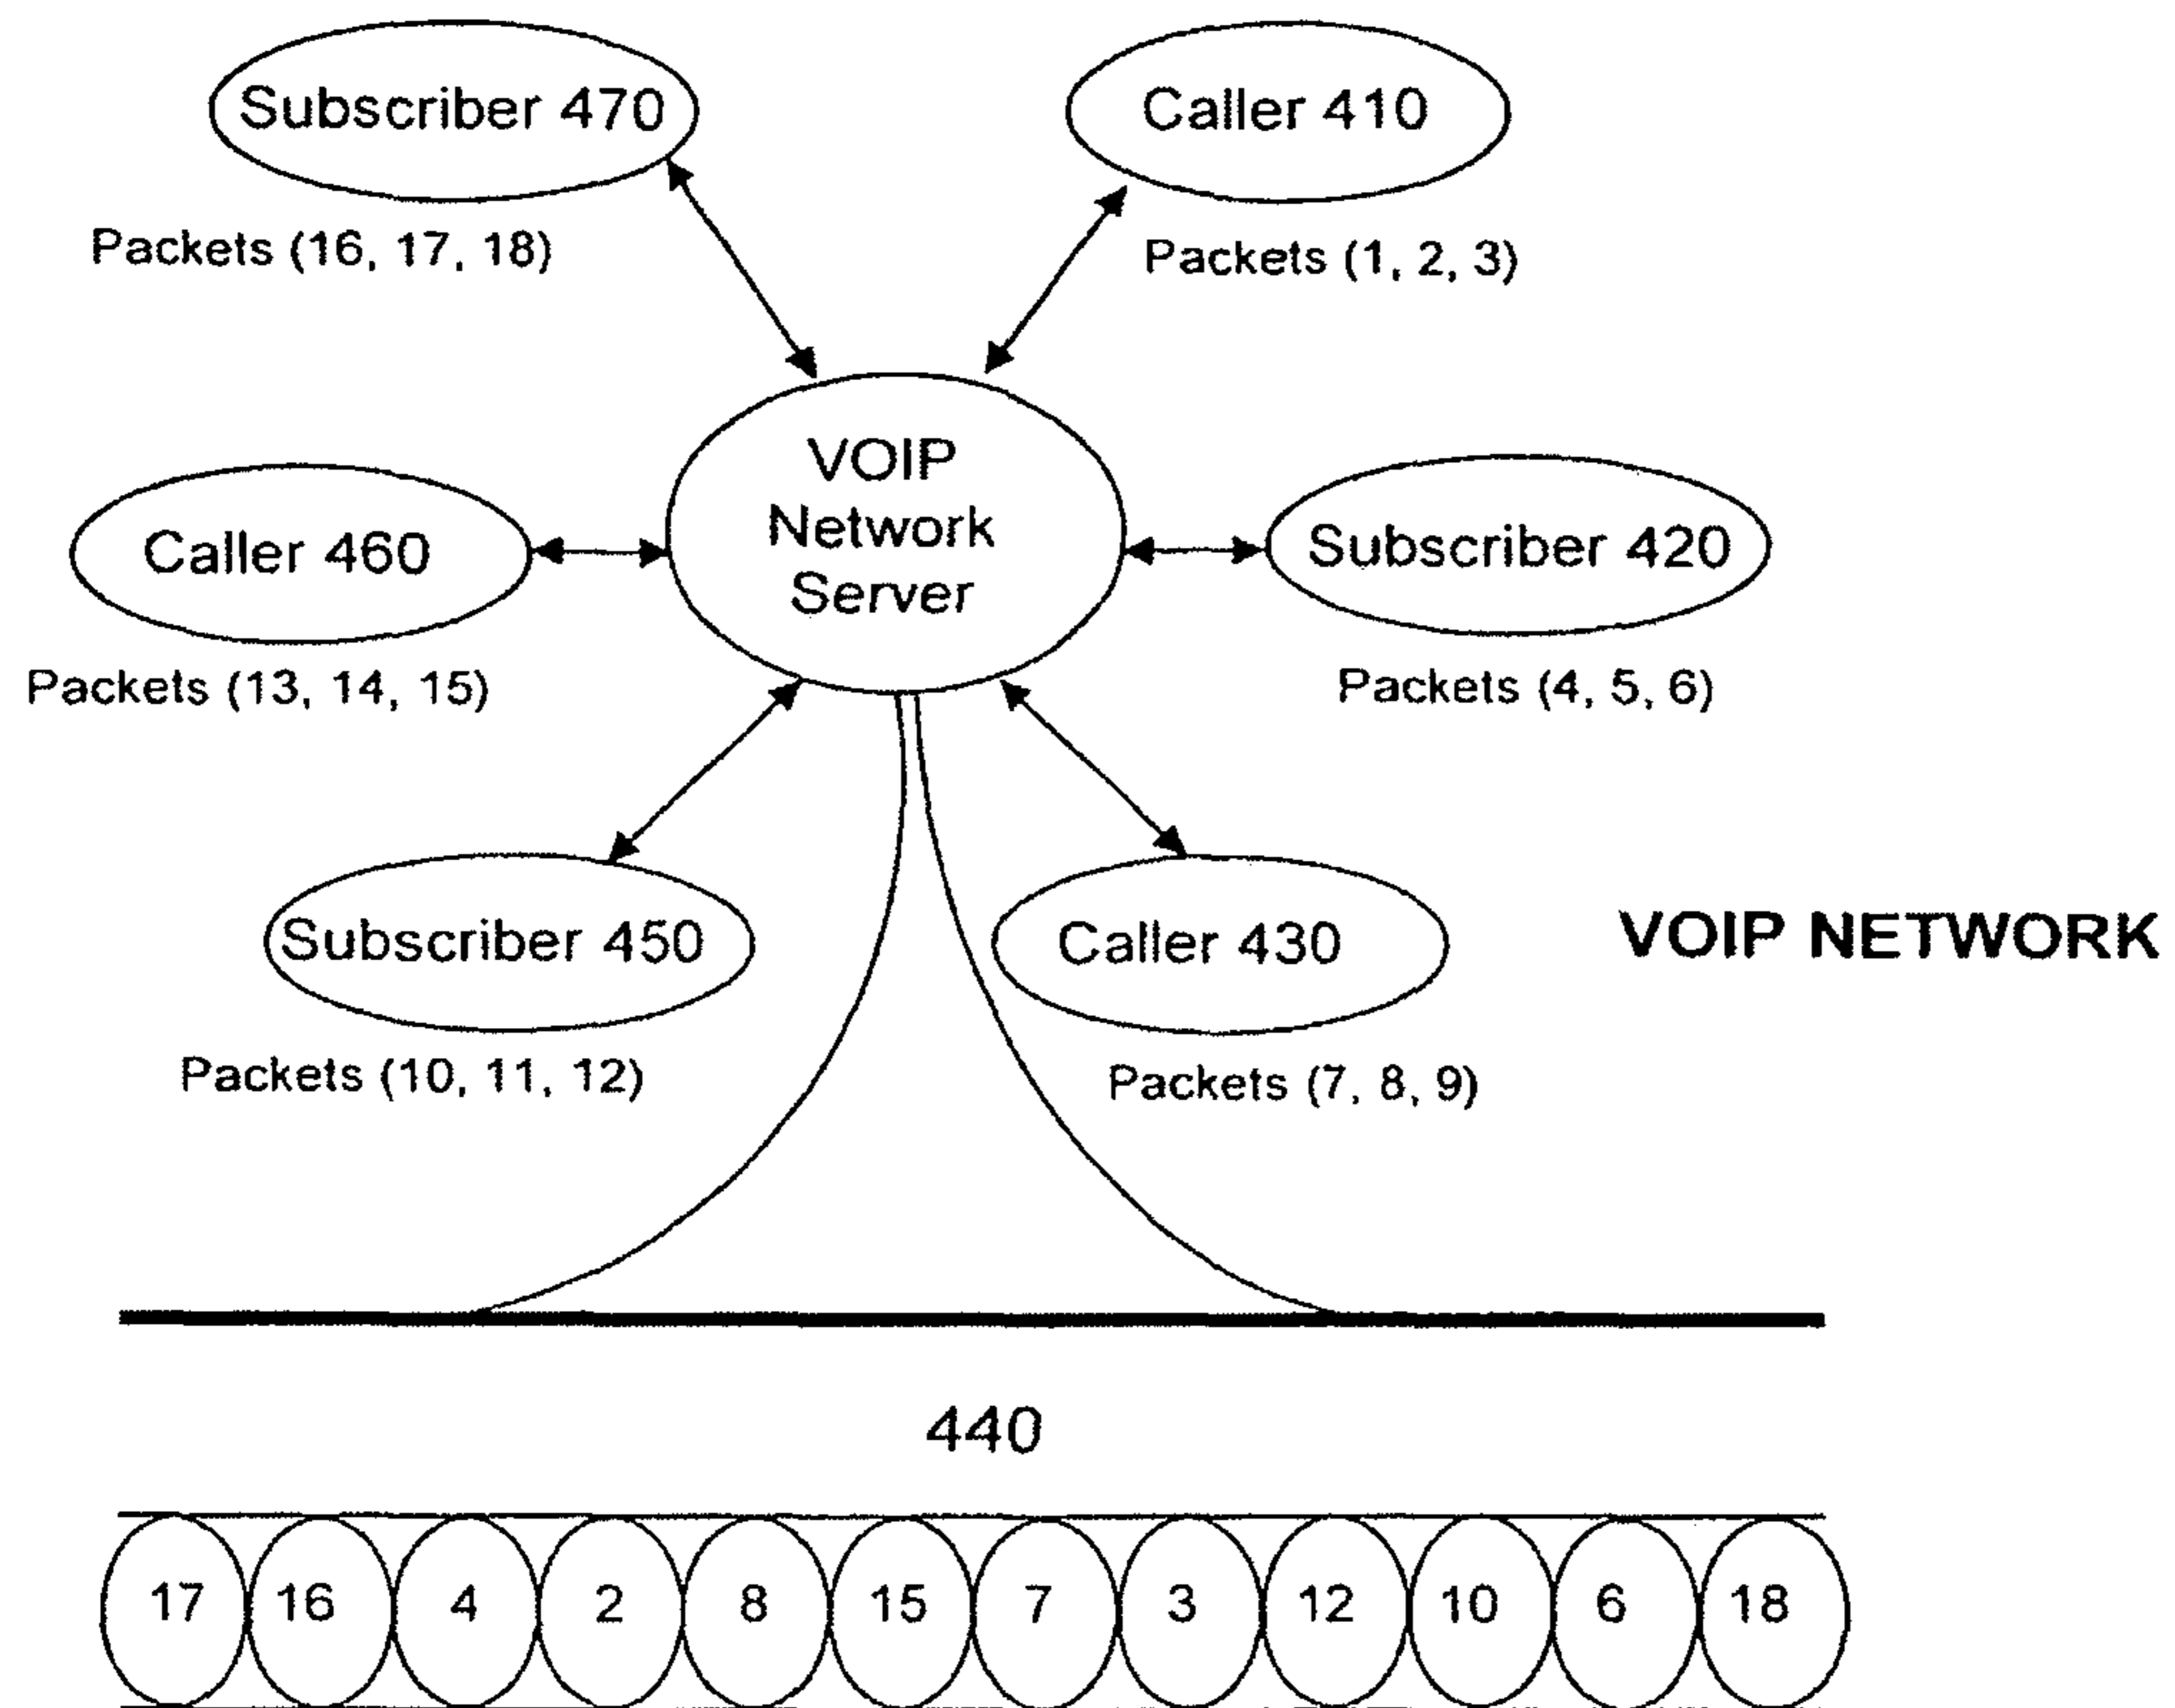 Subscriber 470
Caller 410
Packets (16, 17, 18)
Packets (1, 2, 3)
VOIP
Network
Server
Caller 460
Subscriber 420
Packets (13, 14, 15)
Packets (4, 5, 6)
Subscriber 450
Caller 430
VOIP NETWORK
Packets (10, 11, 12)
Packets (7, 8, 9)
440
17 16 4 2 8 15 7 3 12 10 6 18